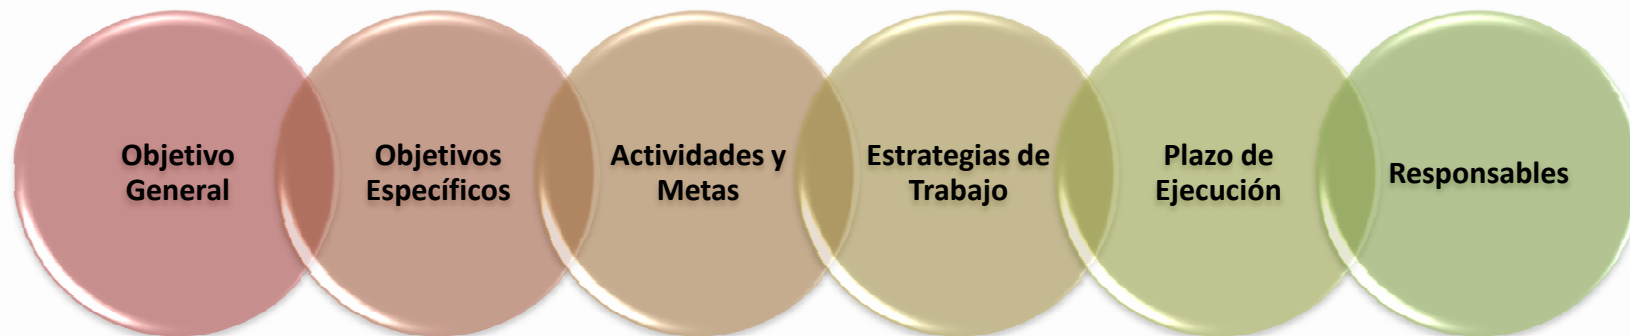 Objetivo
General
Objetivos
Específicos
Actividades y
Metas
Estrategias de
Trabajo
Plazo de
Ejecución
Responsables